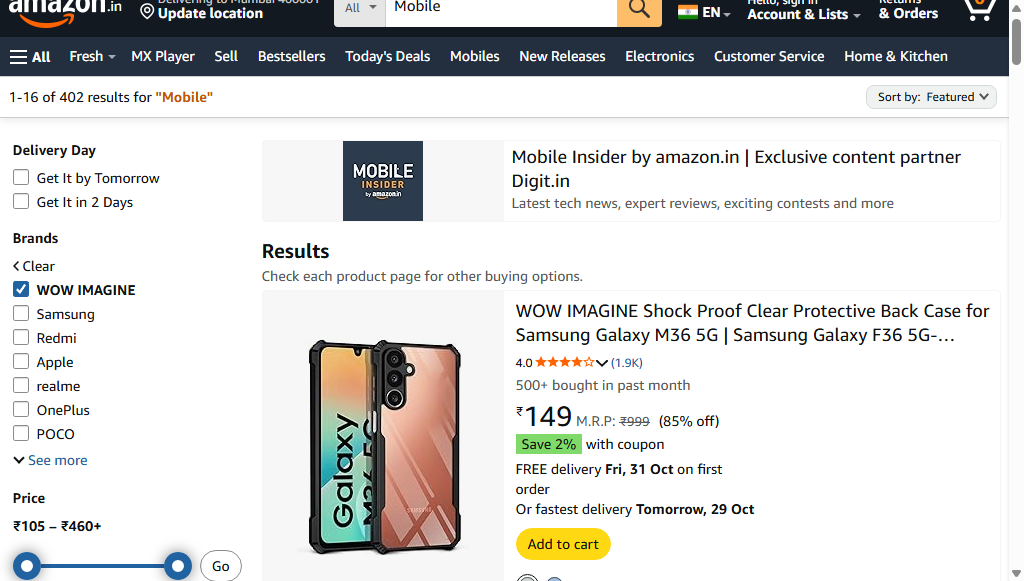 amazon.in
Delivering to Mumbai 400001
Update location
All
Mobile
EN
Hello, sign in
Account & Lists
Returns
& Orders
0
All
Fresh
MX Player
Sell
Bestsellers
Today's Deals
Mobiles
New Releases
Electronics
Customer Service
Home & Kitchen
1-16 of 402 results for "Mobile"
Sort by: Featured
Delivery Day
Get It by Tomorrow
Get It in 2 Days
Brands
Clear
WOW IMAGINE
Samsung
Redmi
Apple
realme
OnePlus
POCO
See more
Price
₹105 – ₹460+
Go
MOBILE
INSIDER
by amazon.in
Mobile Insider by amazon.in | Exclusive content partner
Digit.in
Latest tech news, expert reviews, exciting contests and more
Results
Check each product page for other buying options.
Galaxy
M36 5G
SAMSUNG
WOW IMAGINE Shock Proof Clear Protective Back Case for
Samsung Galaxy M36 5G | Samsung Galaxy F36 5G-…
4.0 (1.9K)
500+ bought in past month
₹149 M.R.P: ₹999 (85% off)
Save 2% with coupon
FREE delivery Fri, 31 Oct on first
order
Or fastest delivery Tomorrow, 29 Oct
Add to cart